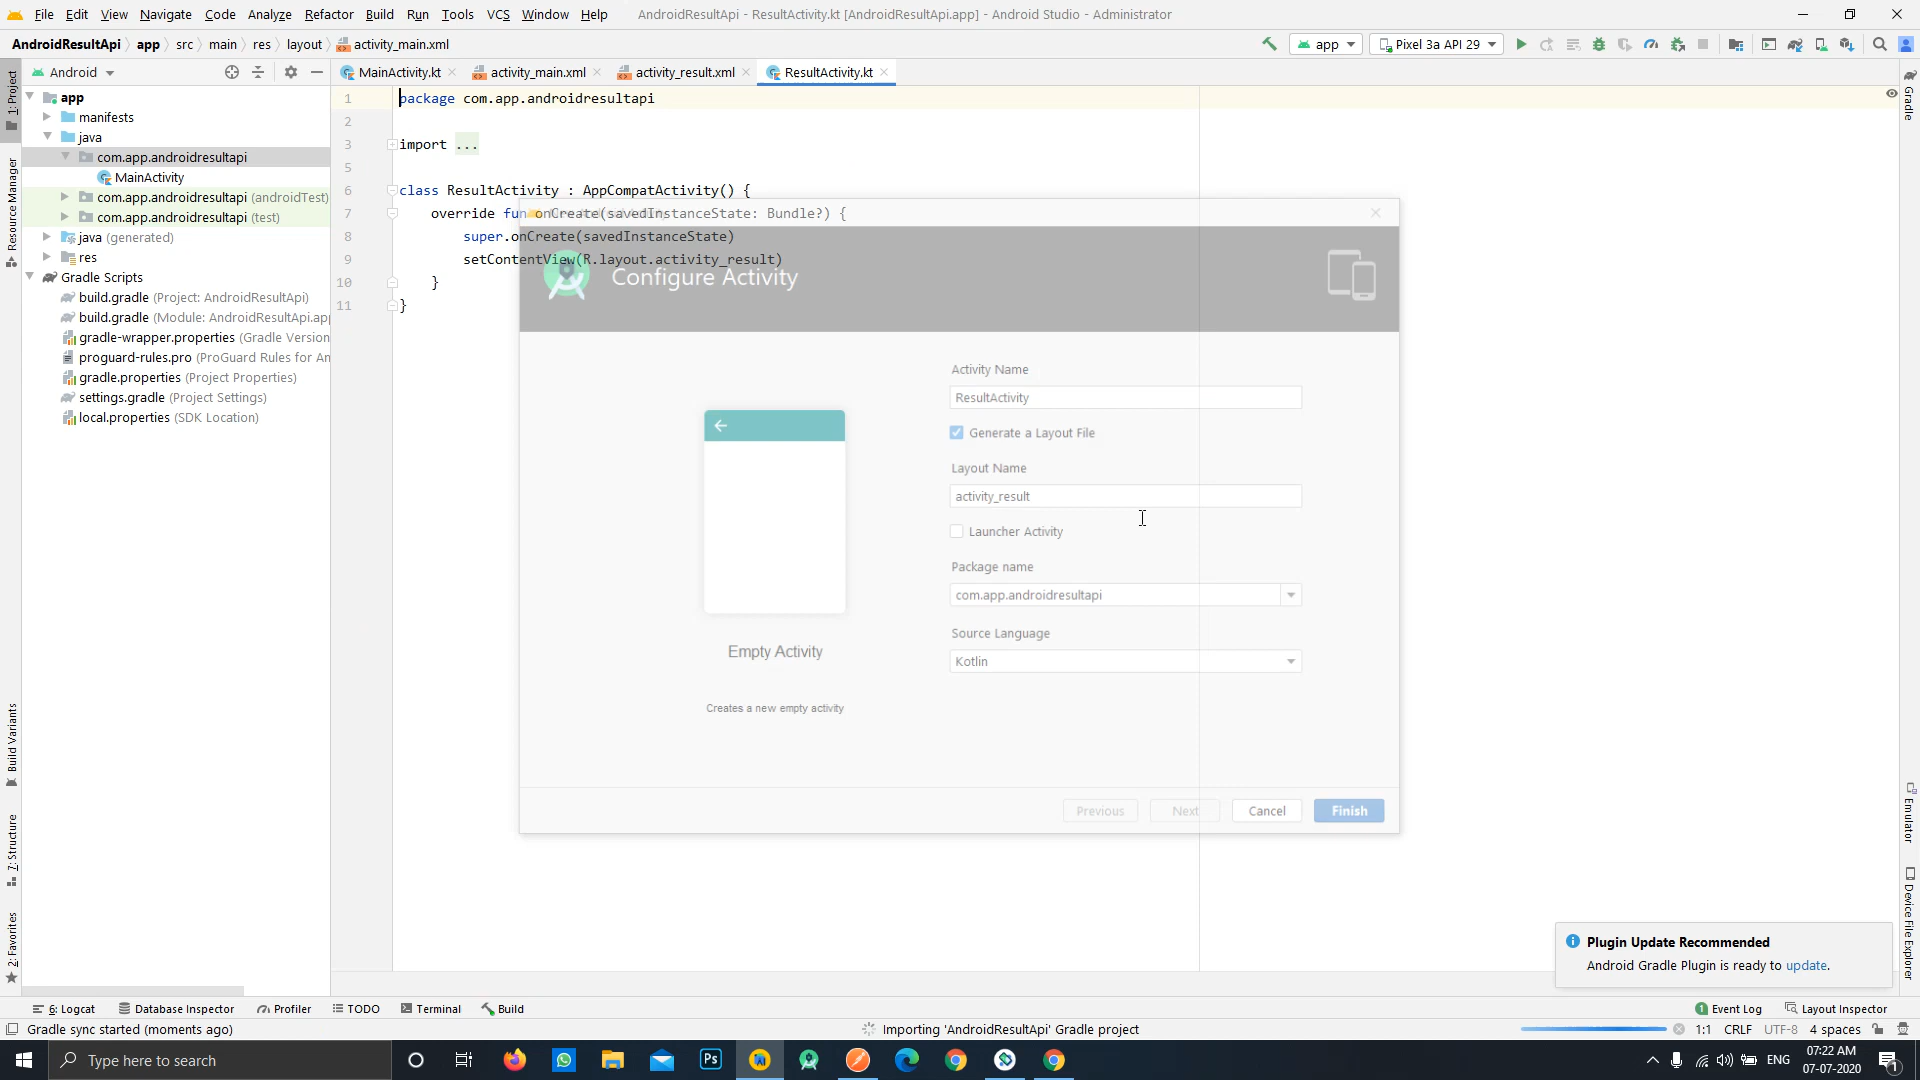 File Edit View Navigate Code Analyze Refactor Build Run Tools VCS Window Help AndroidResultApi - ResultActivity.kt [AndroidResultApi.app] - Android Studio - Administrator
AndroidResultApi app src main res layout activity_main.xml app Pixel 3a API 29
Android MainActivity.kt activity_main.xml activity_result.xml ResultActivity.kt
1: Project
Resource Manager
Build Variants
7: Structure
2: Favorites
app
manifests
java
com.app.androidresultapi
MainActivity
com.app.androidresultapi (androidTest)
com.app.androidresultapi (test)
java (generated)
res
Gradle Scripts
build.gradle (Project: AndroidResultApi)
build.gradle (Module: AndroidResultApi.app
gradle-wrapper.properties (Gradle Version
proguard-rules.pro (ProGuard Rules for An
gradle.properties (Project Properties)
settings.gradle (Project Settings)
local.properties (SDK Location)
1 package com.app.androidresultapi
2
3 import ...
5
6 class ResultActivity : AppCompatActivity() {
7 override fun onCreate(savedInstanceState: Bundle?) {
8 super.onCreate(savedInstanceState)
9 setContentView(R.layout.activity_result)
10 }
11 }
Configure Activity
Activity Name
ResultActivity
Generate a Layout File
Layout Name
activity_result
Launcher Activity
Package name
com.app.androidresultapi
Source Language
Kotlin
Empty Activity
Creates a new empty activity
Previous Next Cancel Finish
Gradle
Emulator
Device File Explorer
Plugin Update Recommended
Android Gradle Plugin is ready to update.
6: Logcat Database Inspector Profiler TODO Terminal Build 1 Event Log Layout Inspector
Gradle sync started (moments ago) Importing 'AndroidResultApi' Gradle project 1:1 CRLF UTF-8 4 spaces
Type here to search Ps ENG 07:22 AM
07-07-2020 1